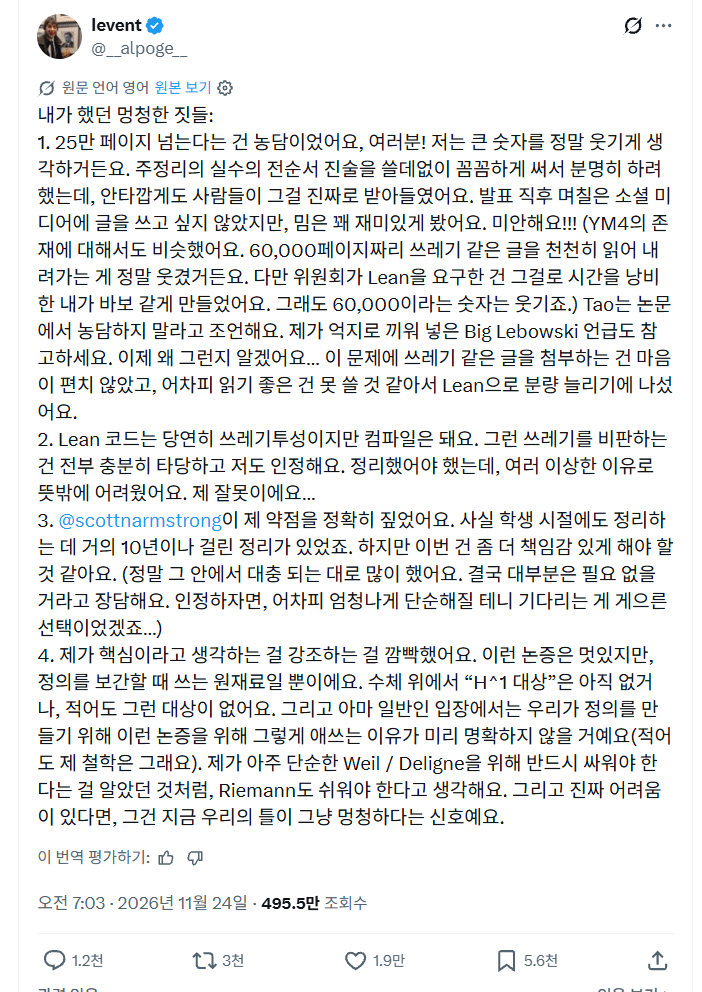 levent
@__alpoge__
원문 언어 영어 원본 보기
내가 했던 멍청한 짓들:
1. 25만 페이지 넘는다는 건 농담이었어요, 여러분! 저는 큰 숫자를 정말 웃기게 생
각하거든요. 주정리의 실수의 전순서 진술을 쓸데없이 꼼꼼하게 써서 분명히 하려
했는데, 안타깝게도 사람들이 그걸 진짜로 받아들였어요. 발표 직후 며칠은 소셜 미
디어에 글을 쓰고 싶지 않았지만, 밈은 꽤 재미있게 봤어요. 미안해요!!! (YM4의 존
재에 대해서도 비슷했어요. 60,000페이지짜리 쓰레기 같은 글을 천천히 읽어 내
려가는 게 정말 웃겼거든요. 다만 위원회가 Lean을 요구한 건 그걸로 시간을 낭비
한 내가 바보 같게 만들었어요. 그래도 60,000이라는 숫자는 웃기죠.) Tao는 논문
에서 농담하지 말라고 조언해요. 제가 억지로 끼워 넣은 Big Lebowski 언급도 참
고하세요. 이제 왜 그런지 알겠어요... 이 문제에 쓰레기 같은 글을 첨부하는 건 마음
이 편치 않았고, 어차피 읽기 좋은 건 못 쓸 것 같아서 Lean으로 분량 늘리기에 나섰
어요.
2. Lean 코드는 당연히 쓰레기투성이지만 컴파일은 돼요. 그런 쓰레기를 비판하는
건 전부 충분히 타당하고 저도 인정해요. 정리했어야 했는데, 여러 이상한 이유로
뜻밖에 어려웠어요. 제 잘못이에요...
3. @scottnarmstrong이 제 약점을 정확히 짚었어요. 사실 학생 시절에도 정리하
는 데 거의 10년이나 걸린 정리가 있었죠. 하지만 이번 건 좀 더 책임감 있게 해야 할
것 같아요. (정말 그 안에서 대충 되는 대로 많이 했어요. 결국 대부분은 필요 없을
거라고 장담해요. 인정하자면, 어차피 엄청나게 단순해질 테니 기다리는 게 게으른
선택이었겠죠...)
4. 제가 핵심이라고 생각하는 걸 강조하는 걸 깜빡했어요. 이런 논증은 멋있지만,
정의를 보간할 때 쓰는 원재료일 뿐이에요. 수체 위에서 “H^1 대상”은 아직 없거
나, 적어도 그런 대상이 없어요. 그리고 아마 일반인 입장에서는 우리가 정의를 만
들기 위해 이런 논증을 위해 그렇게 애쓰는 이유가 미리 명확하지 않을 거예요(적어
도 제 철학은 그래요). 제가 아주 단순한 Weil / Deligne을 위해 반드시 싸워야 한
다는 걸 알았던 것처럼, Riemann도 쉬워야 한다고 생각해요. 그리고 진짜 어려움
이 있다면, 그건 지금 우리의 틀이 그냥 멍청하다는 신호예요.
이 번역 평가하기:
오전 7:03 · 2026년 11월 24일 · 495.5만 조회수
1.2천 3천 1.9만 5.6천